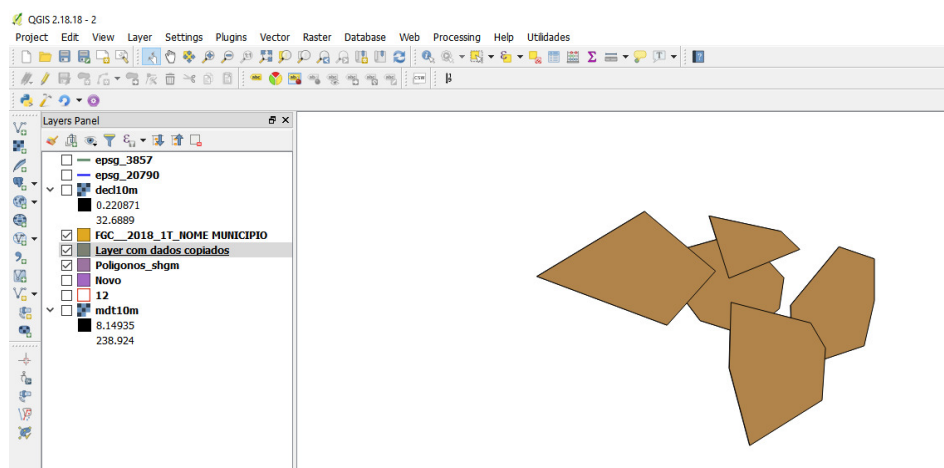 QGIS 2.18.18 - 2
Project Edit View Layer Settings Plugins Vector Raster Database Web Processing Help Utilidades
Layers Panel
epsg_3857
epsg_20790
decl10m
0.220871
32.6889
FGC__2018_1T_NOME MUNICIPIO
Layer com dados copiados
Poligonos_shgm
Novo
12
mdt10m
8.14935
238.924